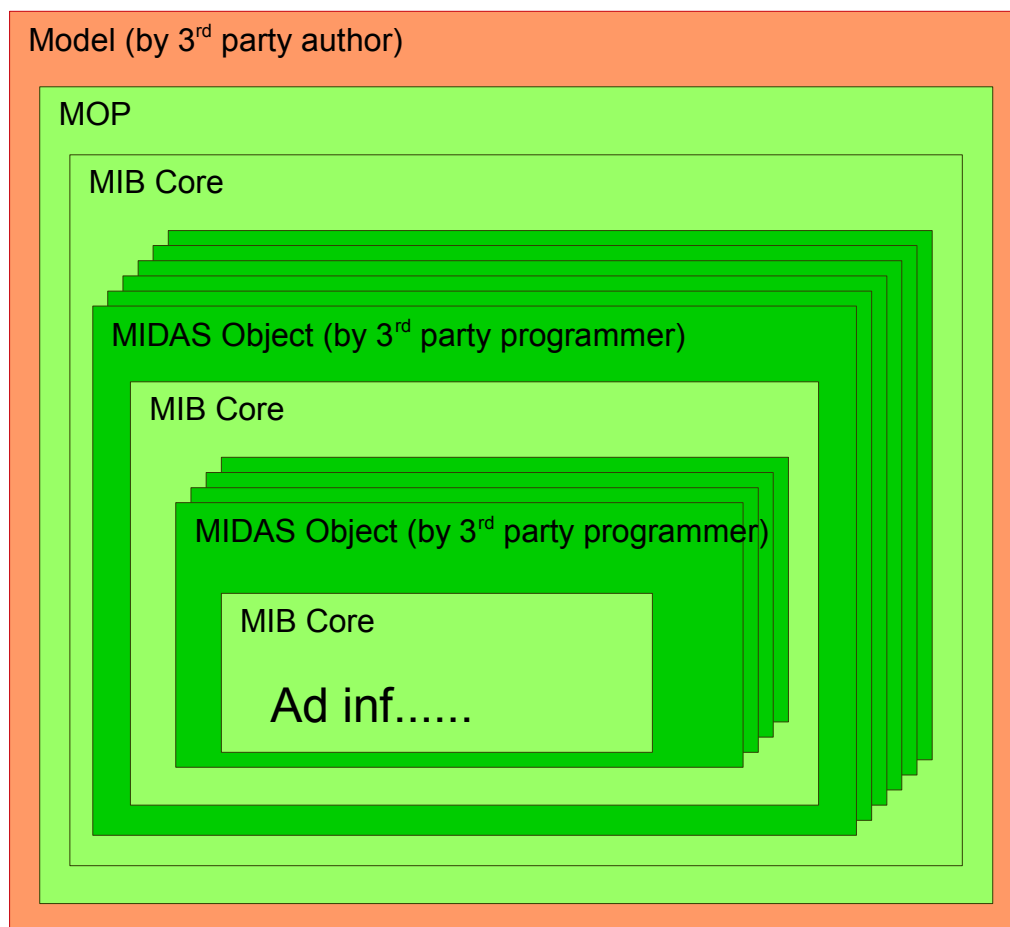 Model (by 3rd party author)
MOP
MIB Core
MIDAS Object (by 3rd party programmer)
MIB Core
MIDAS Object (by 3rd party programmer)
MIB Core
Ad inf......